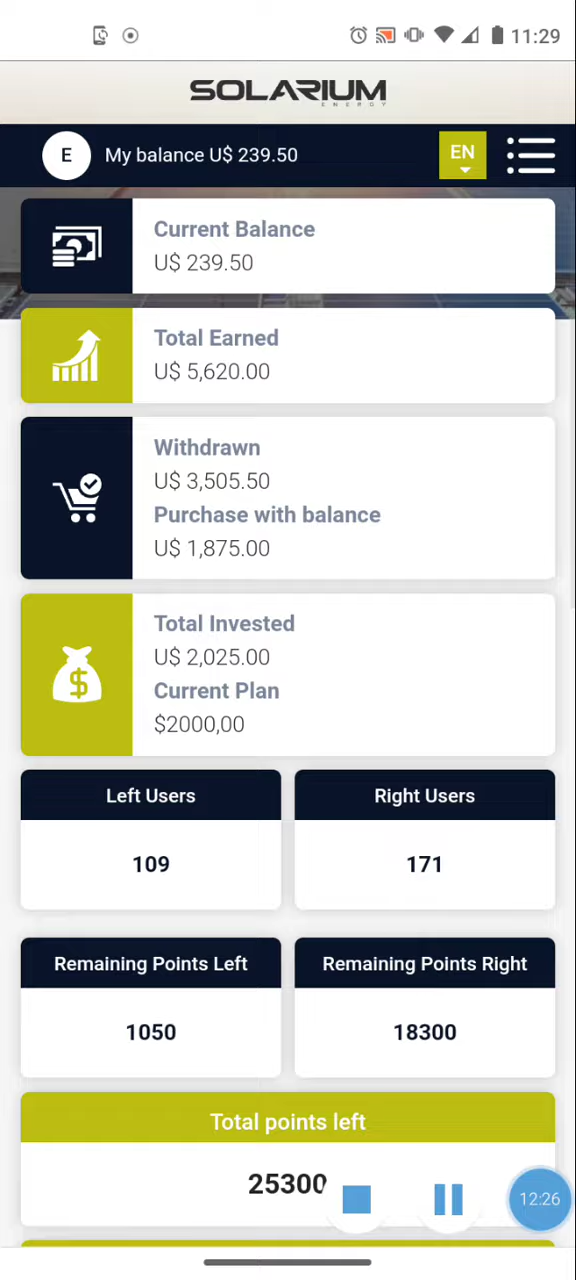 11:29
SOLARIUM
ENERGY
E
My balance U$ 239.50
EN
Current Balance
U$ 239.50
Total Earned
U$ 5,620.00
Withdrawn
U$ 3,505.50
Purchase with balance
U$ 1,875.00
Total Invested
U$ 2,025.00
Current Plan
$2000,00
Left Users
Right Users
109
171
Remaining Points Left
Remaining Points Right
1050
18300
Total points left
25300
12:26